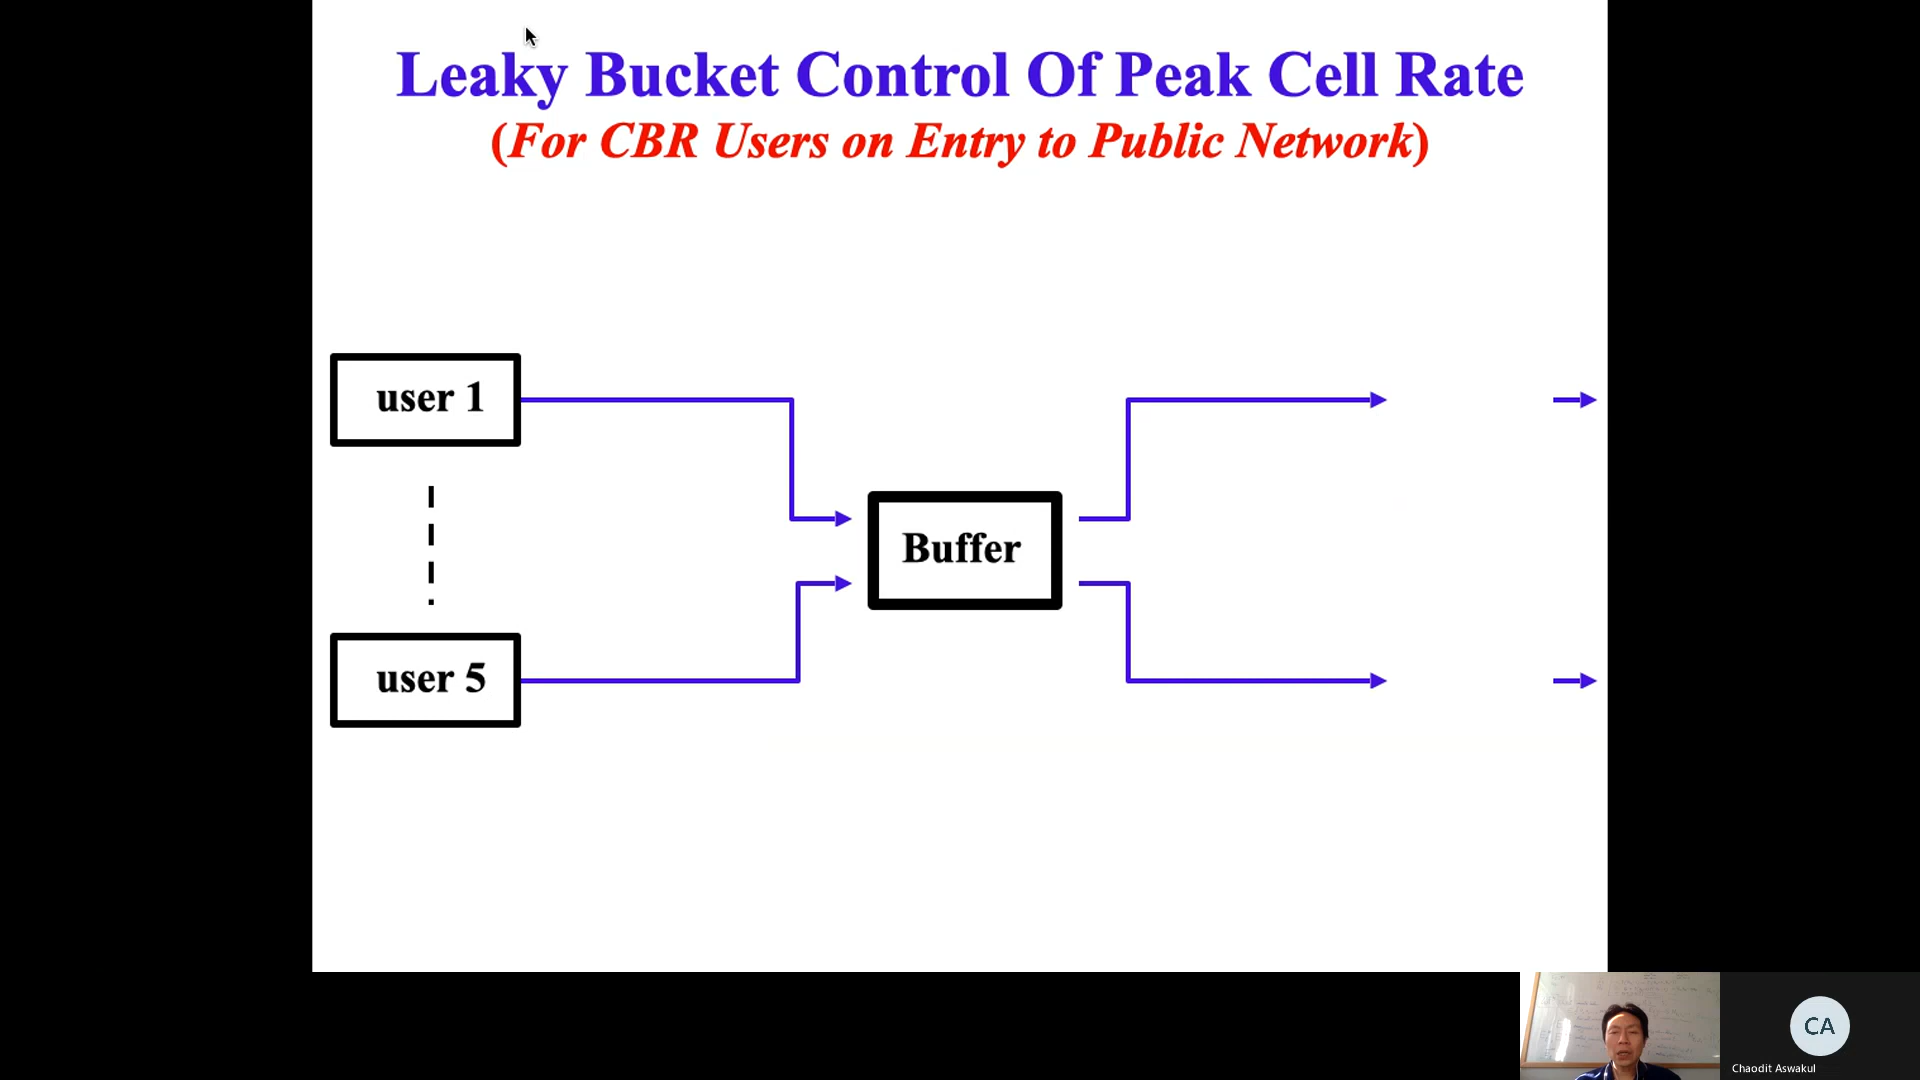 Leaky Bucket Control Of Peak Cell Rate
(For CBR Users on Entry to Public Network)
user 1
Buffer
user 5
CA
Chaodit Aswakul